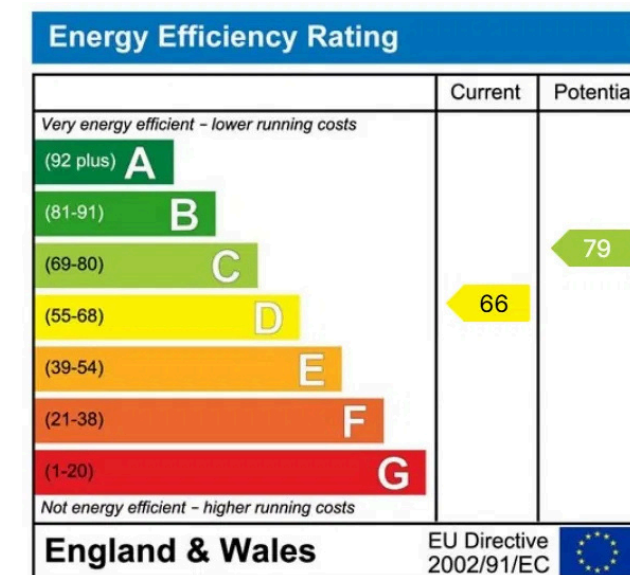 Energy Efficiency Rating
Current Potentia
Very energy efficient – lower running costs
(92 plus) A
(81-91) B
(69-80) C
79
(55-68) D
66
(39-54) E
(21-38) F
(1-20) G
Not energy efficient – higher running costs
England & Wales
EU Directive
2002/91/EC